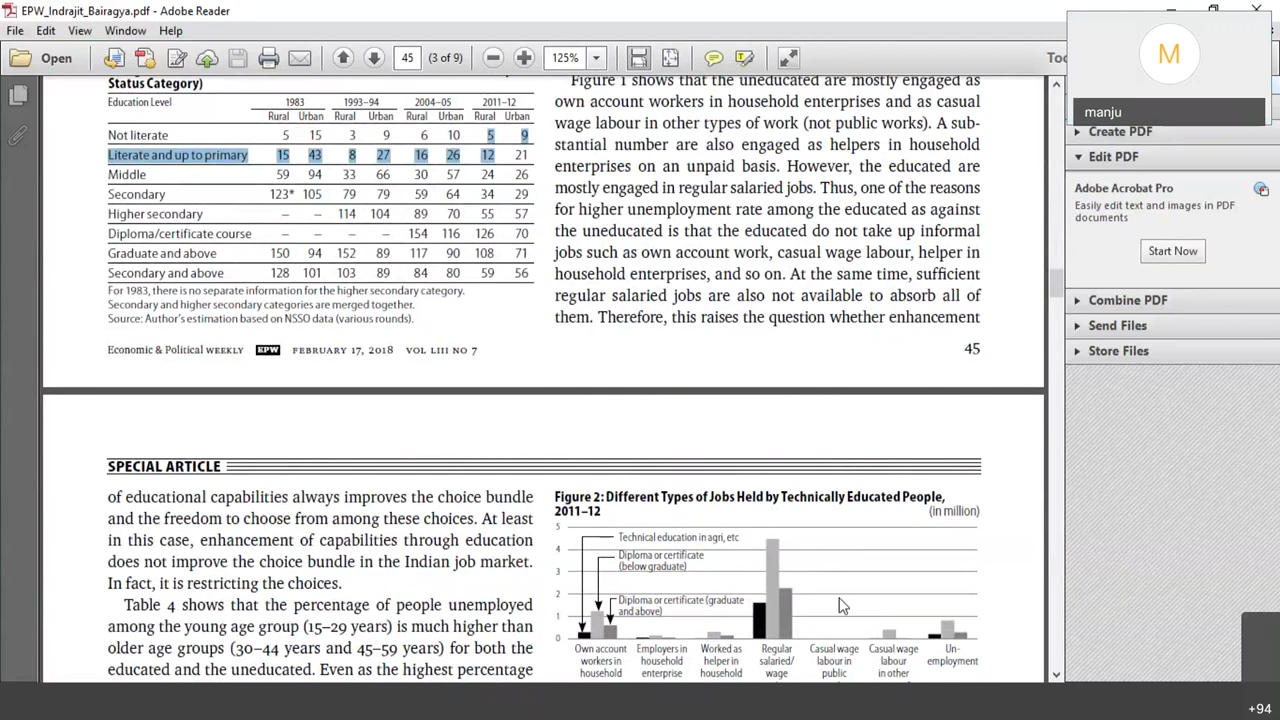 EPW_Indrajit_Bairagya.pdf - Adobe Reader
File Edit View Window Help
Open 45 (3 of 9) 125%
M
manju
Create PDF
Edit PDF
Adobe Acrobat Pro
Easily edit text and images in PDF
documents
Start Now
Combine PDF
Send Files
Store Files
Status Category)
Education Level 1983 1993–94 2004–05 2011–12
Rural Urban Rural Urban Rural Urban Rural Urban
Not literate 5 15 3 9 6 10 5 9
Literate and up to primary 15 43 8 27 16 26 12 21
Middle 59 94 33 66 30 57 24 26
Secondary 123* 105 79 79 59 64 34 29
Higher secondary – – 114 104 89 70 55 57
Diploma/certificate course – – – – 154 116 126 70
Graduate and above 150 94 152 89 117 90 108 71
Secondary and above 128 101 103 89 84 80 59 56
For 1983, there is no separate information for the higher secondary category.
Secondary and higher secondary categories are merged together.
Source: Author's estimation based on NSSO data (various rounds).
Figure 1 shows that the uneducated are mostly engaged as
own account workers in household enterprises and as casual
wage labour in other types of work (not public works). A sub-
stantial number are also engaged as helpers in household
enterprises on an unpaid basis. However, the educated are
mostly engaged in regular salaried jobs. Thus, one of the reasons
for higher unemployment rate among the educated as against
the uneducated is that the educated do not take up informal
jobs such as own account work, casual wage labour, helper in
household enterprises, and so on. At the same time, sufficient
regular salaried jobs are also not available to absorb all of
them. Therefore, this raises the question whether enhancement
Economic & Political WEEKLY EPW FEBRUARY 17, 2018 VOL LIII NO 7
45
SPECIAL ARTICLE
of educational capabilities always improves the choice bundle
and the freedom to choose from among these choices. At least
in this case, enhancement of capabilities through education
does not improve the choice bundle in the Indian job market.
In fact, it is restricting the choices.
Table 4 shows that the percentage of people unemployed
among the young age group (15–29 years) is much higher than
older age groups (30–44 years and 45–59 years) for both the
educated and the uneducated. Even as the highest percentage
Figure 2: Different Types of Jobs Held by Technically Educated People,
2011–12 (in million)
5
4
3
2
1
0
Technical education in agri, etc
Diploma or certificate
(below graduate)
Diploma or certificate (graduate
and above)
Own account
workers in
household
Employers in
household
enterprise
Worked as
helper in
household
Regular
salaried/
wage
Casual wage
labour in
public
Casual wage
labour
in other
Un-
employment
+94